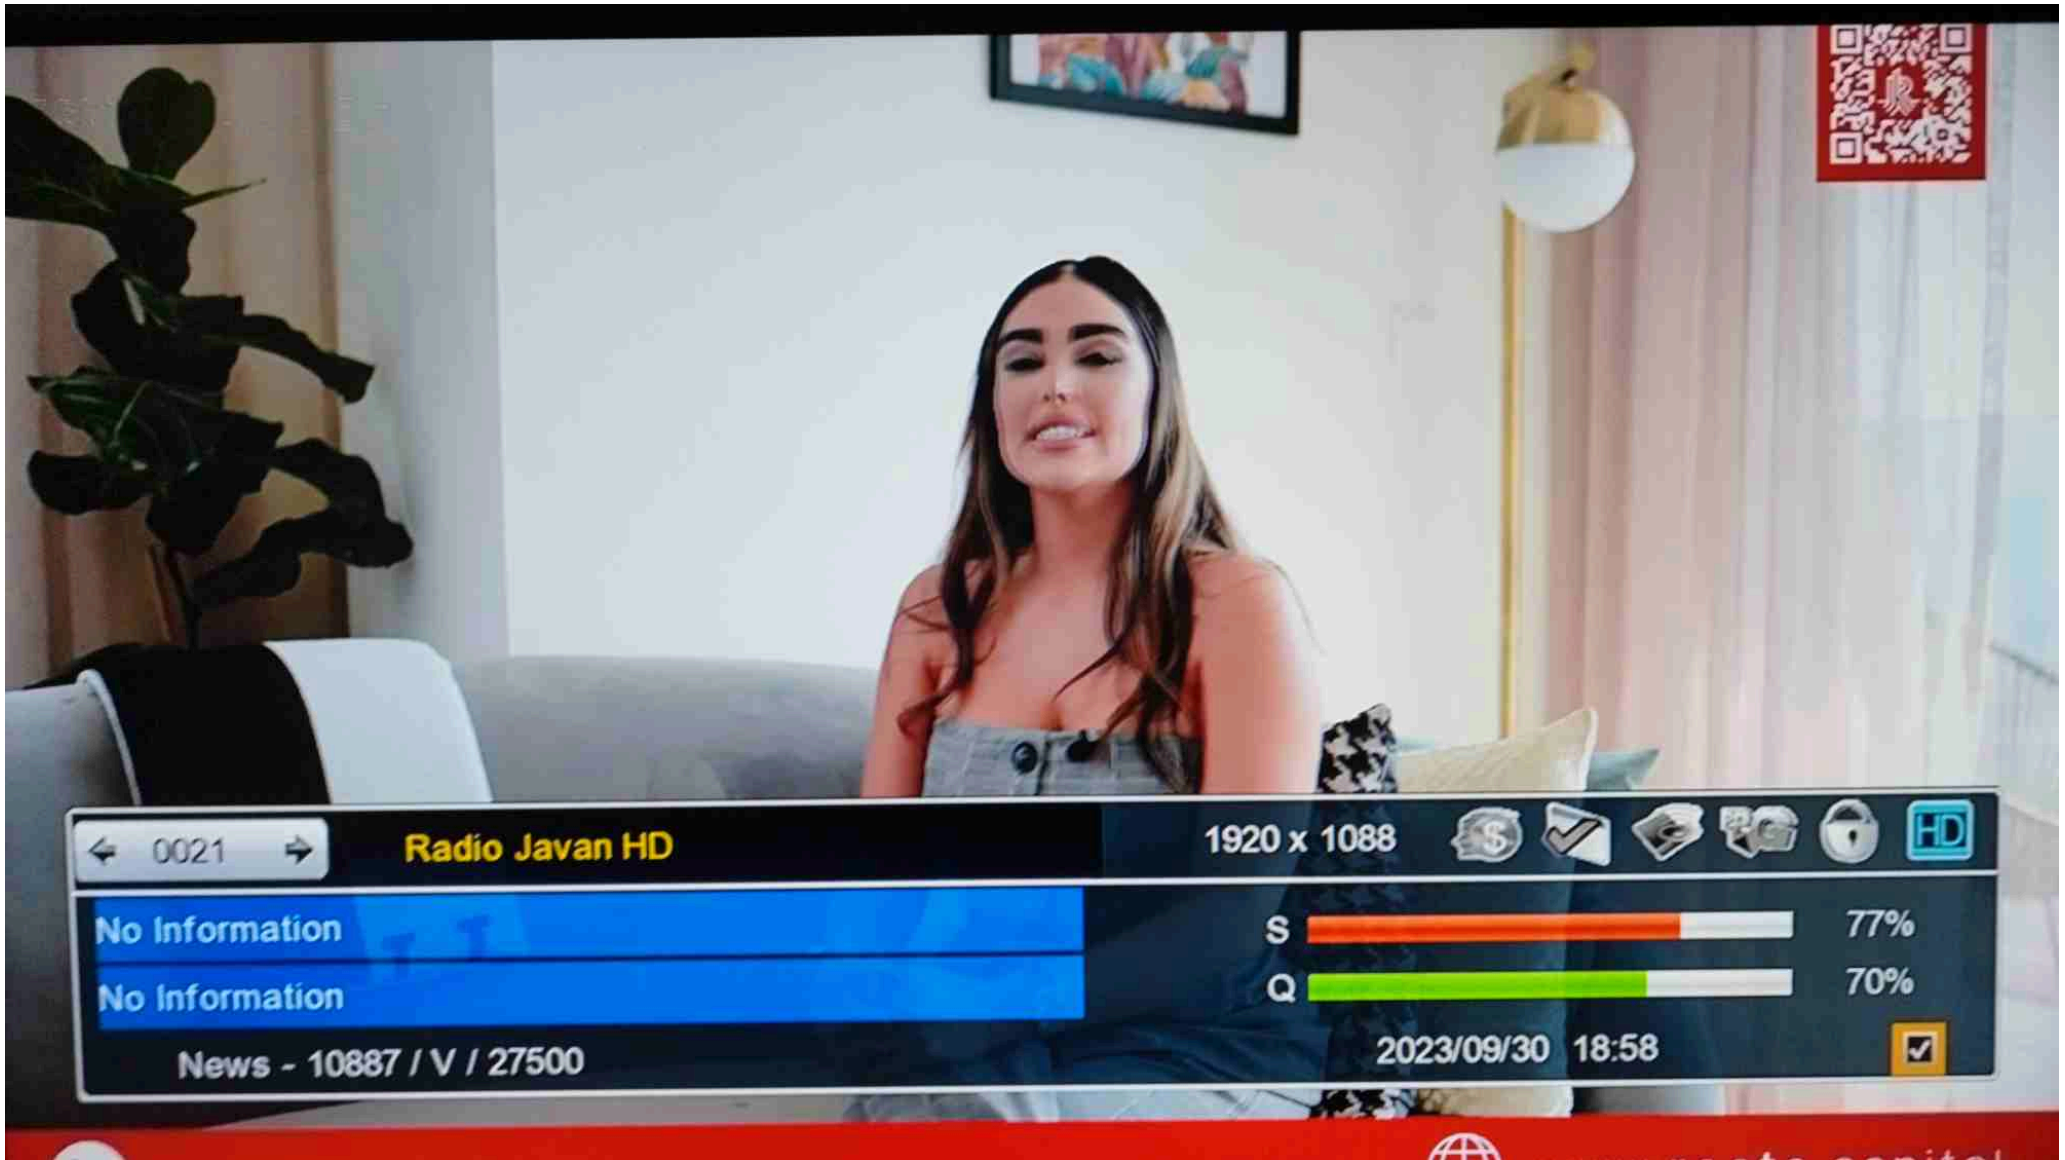 0021
Radio Javan HD
1920 x 1088
$
HD
No Information
S
77%
No Information
Q
70%
News - 10887 / V / 27500
2023/09/30 18:58